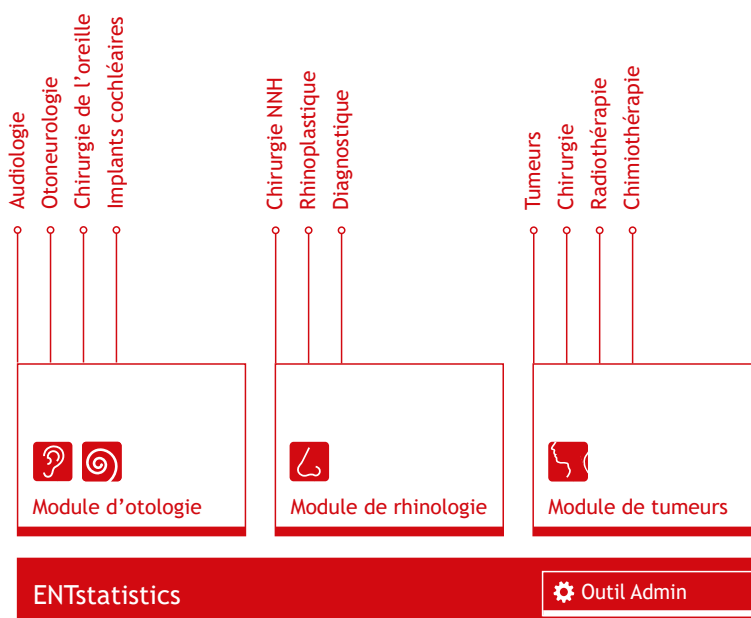 Audiologie
Otoneurologie
Chirurgie de l’oreille
Implants cochléaires
Chirurgie NNH
Rhinoplastique
Diagnostique
Tumeurs
Chirurgie
Radiothérapie
Chimiothérapie
Module d’otologie
Module de rhinologie
Module de tumeurs
ENTstatistics
Outil Admin